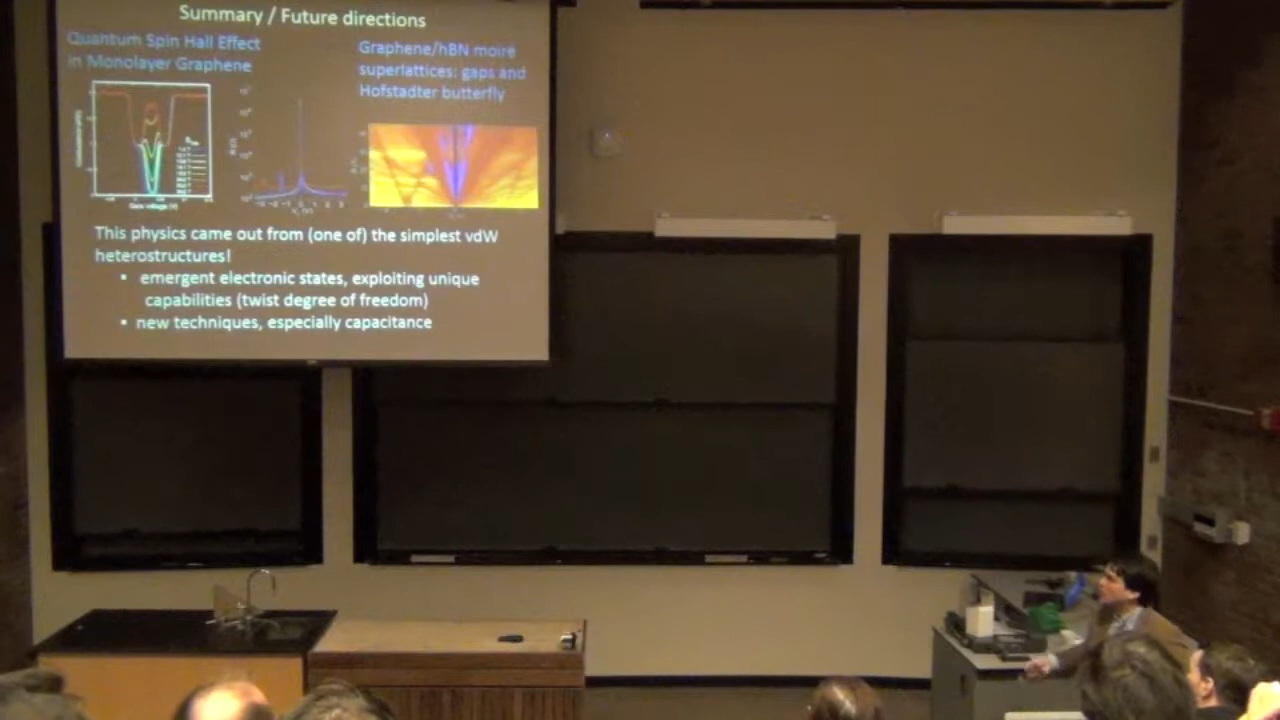 Summary / Future directions
Quantum Spin Hall Effect
in Monolayer Graphene
Graphene/hBN moire
superlattices: gaps and
Hofstadter butterfly
Gate voltage (V)
This physics came out from (one of) the simplest vdW
heterostructures!
• emergent electronic states, exploiting unique
capabilities (twist degree of freedom)
• new techniques, especially capacitance